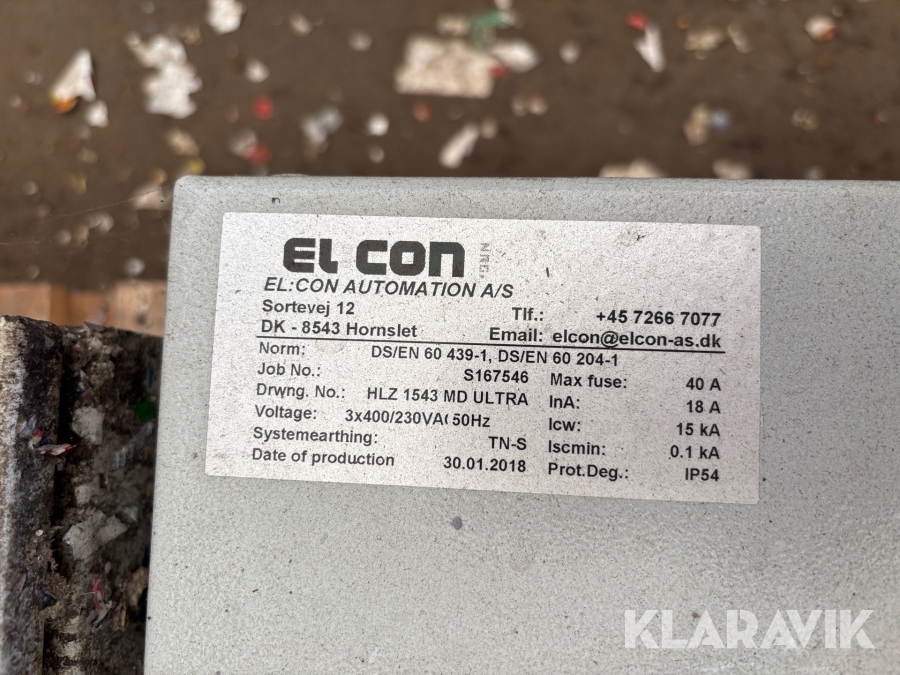 EL CON
NRG.
EL:CON AUTOMATION A/S
Sortevej 12 Tlf.: +45 7266 7077
DK - 8543 Hornslet Email: elcon@elcon-as.dk
Norm: DS/EN 60 439-1, DS/EN 60 204-1
Job No.: S167546 Max fuse: 40 A
Drwng. No.: HLZ 1543 MD ULTRA InA: 18 A
Voltage: 3x400/230VAC 50Hz Icw: 15 kA
Systemearthing: TN-S Iscmin: 0.1 kA
Date of production 30.01.2018 Prot.Deg.: IP54
KLARAVIK